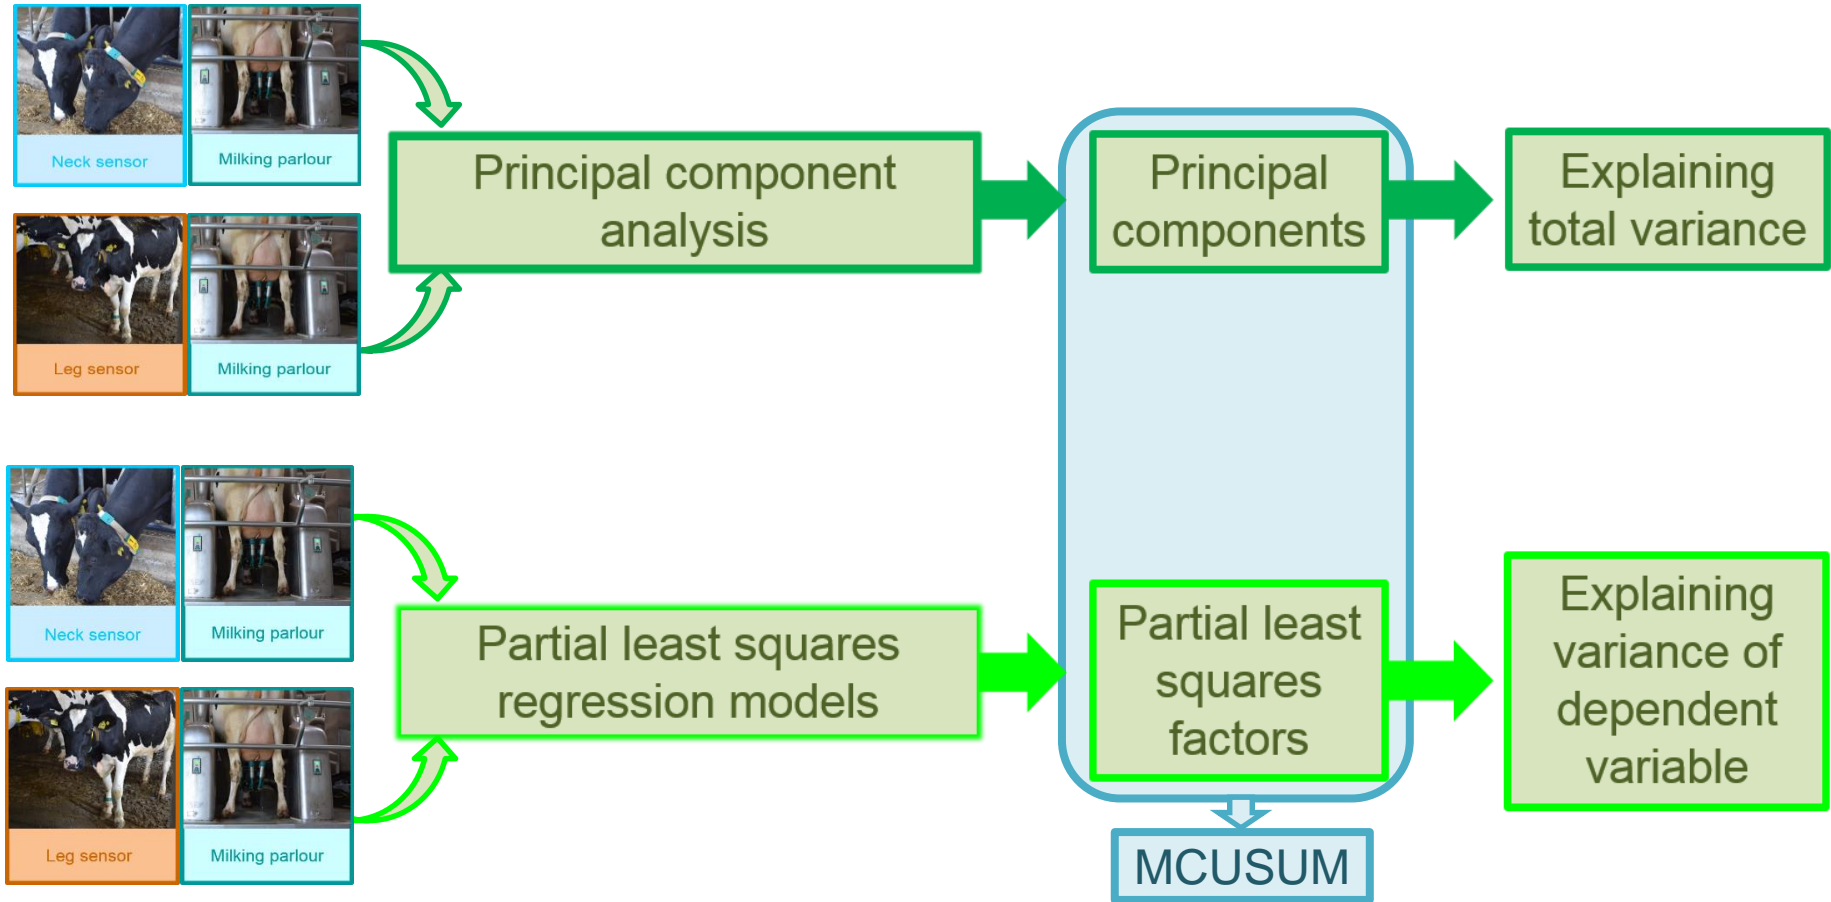 Neck sensor
Milking parlour
Leg sensor
Milking parlour
Principal component
analysis
Principal
components
Explaining
total variance
Neck sensor
Milking parlour
Leg sensor
Milking parlour
Partial least squares
regression models
Partial least
squares
factors
Explaining
variance of
dependent
variable
MCUSUM